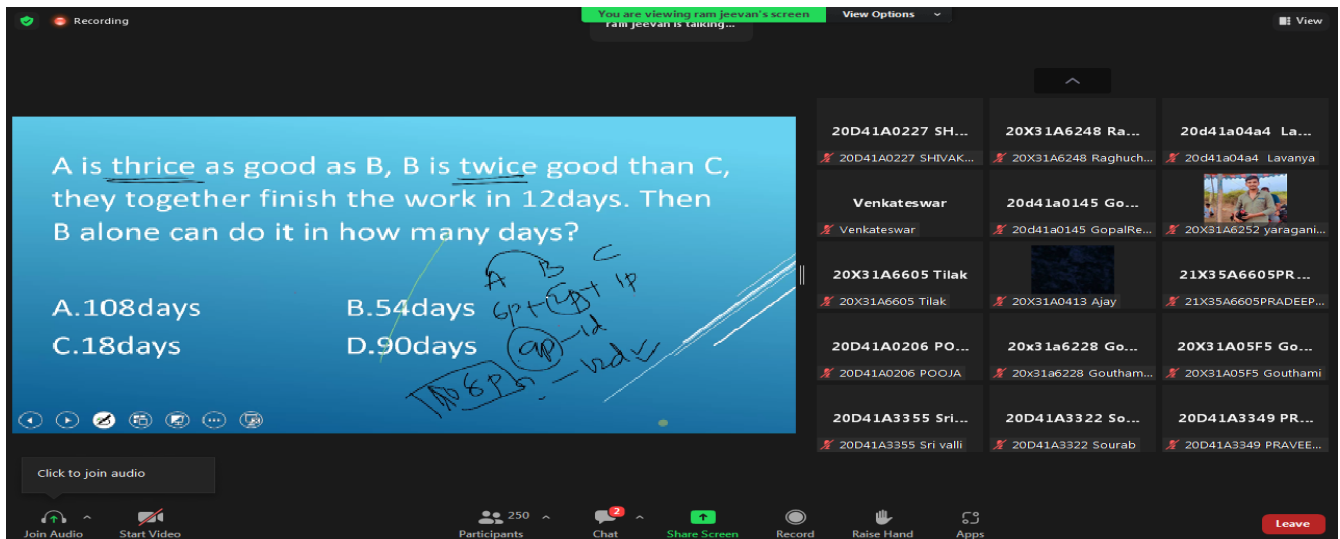 Recording
You are viewing ram jeevan's screen
View Options
ram jeevan is talking...
View
A is thrice as good as B, B is twice good than C,
they together finish the work in 12days. Then
B alone can do it in how many days?
A.108days
B.54days
C.18days
D.90days
A B C
6p+2p+1p
9p-1d
108ps-12d
20D41A0227 SH...
20X31A6248 Ra...
20d41a04a4 La...
20D41A0227 SHIVAK...
20X31A6248 Raghuch...
20d41a04a4 Lavanya
Venkateswar
20d41a0145 Go...
Venkateswar
20d41a0145 GopalRe...
20X31A6252 yaragani...
20X31A6605 Tilak
21X35A6605PR...
20X31A6605 Tilak
20X31A0413 Ajay
21X35A6605PRADEEP...
20D41A0206 PO...
20x31a6228 Go...
20X31A05F5 Go...
20D41A0206 POOJA
20x31a6228 Goutham...
20X31A05F5 Gouthami
20D41A3355 Sri...
20D41A3322 So...
20D41A3349 PR...
20D41A3355 Sri valli
20D41A3322 Sourab
20D41A3349 PRAVEE...
Click to join audio
Join Audio
Start Video
250
Participants
2
Chat
Share Screen
Record
Raise Hand
Apps
Leave